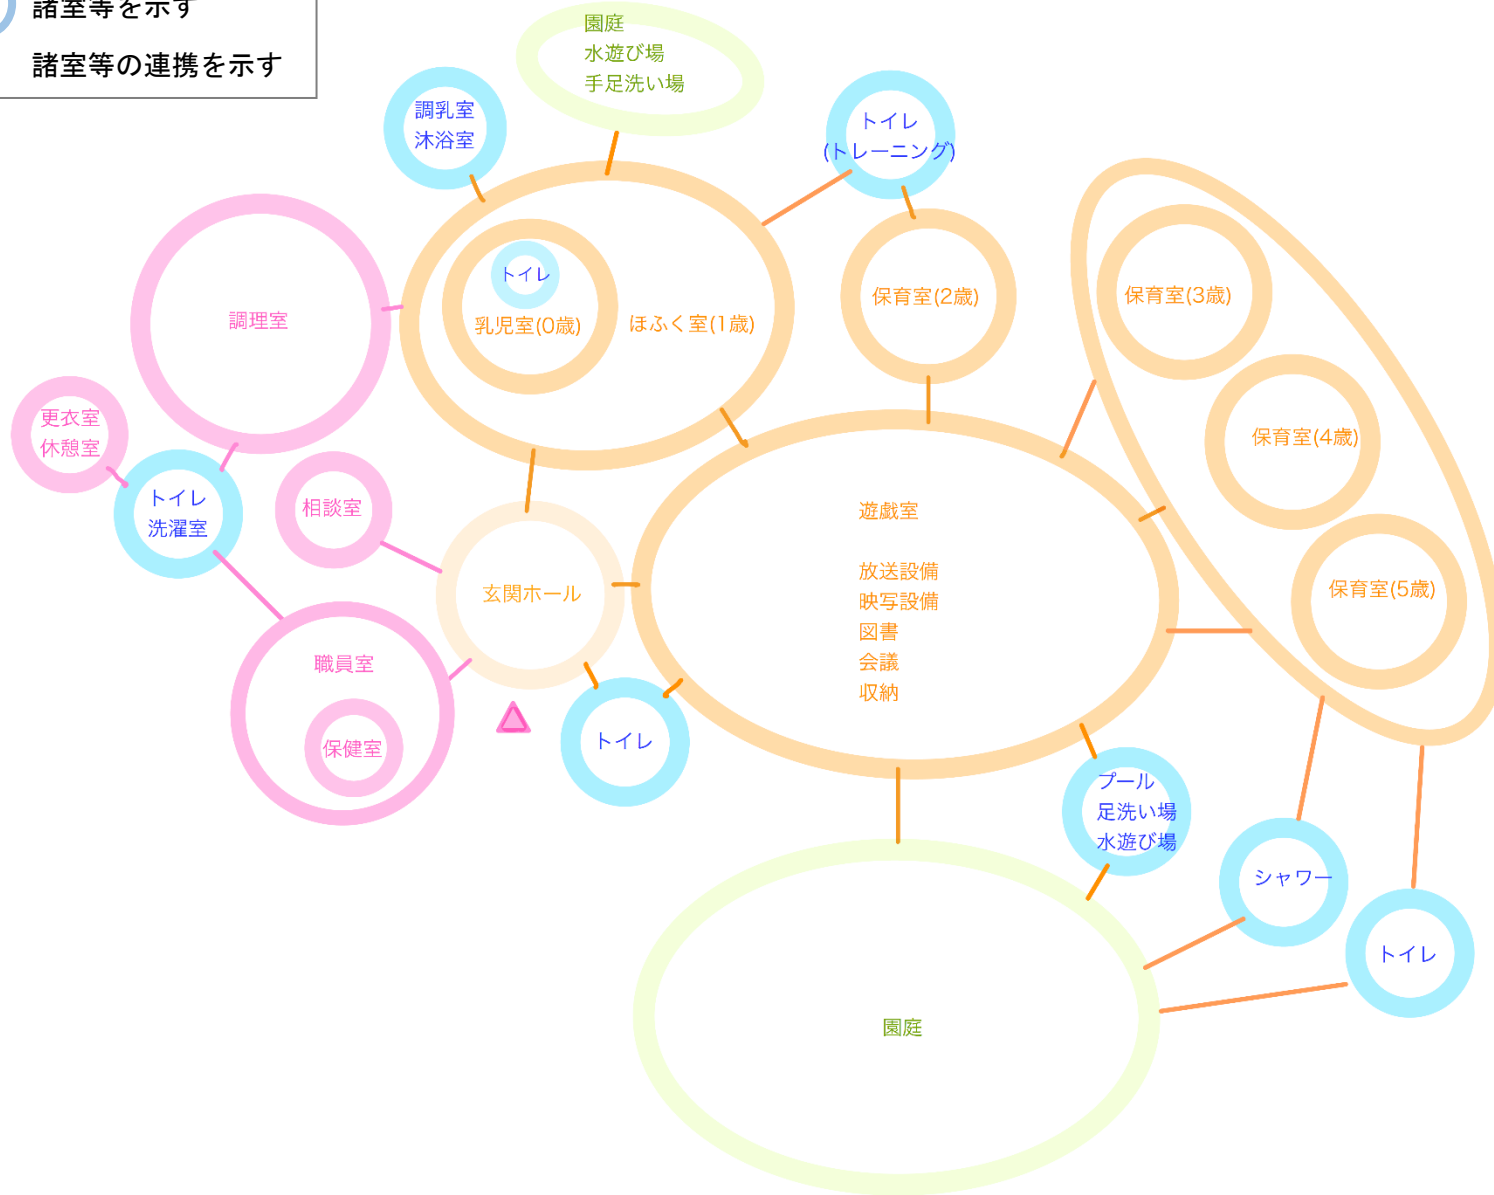 諸室等を示す
諸室等の連携を示す
園庭
水遊び場
手足洗い場
調乳室
沐浴室
トイレ
(トレーニング)
調理室
トイレ
乳児室(0歳)
ほふく室(1歳)
保育室(2歳)
保育室(3歳)
保育室(4歳)
保育室(5歳)
更衣室
休憩室
トイレ
洗濯室
相談室
玄関ホール
遊戯室
放送設備
映写設備
図書
会議
収納
職員室
保健室
トイレ
プール
足洗い場
水遊び場
シャワー
トイレ
園庭